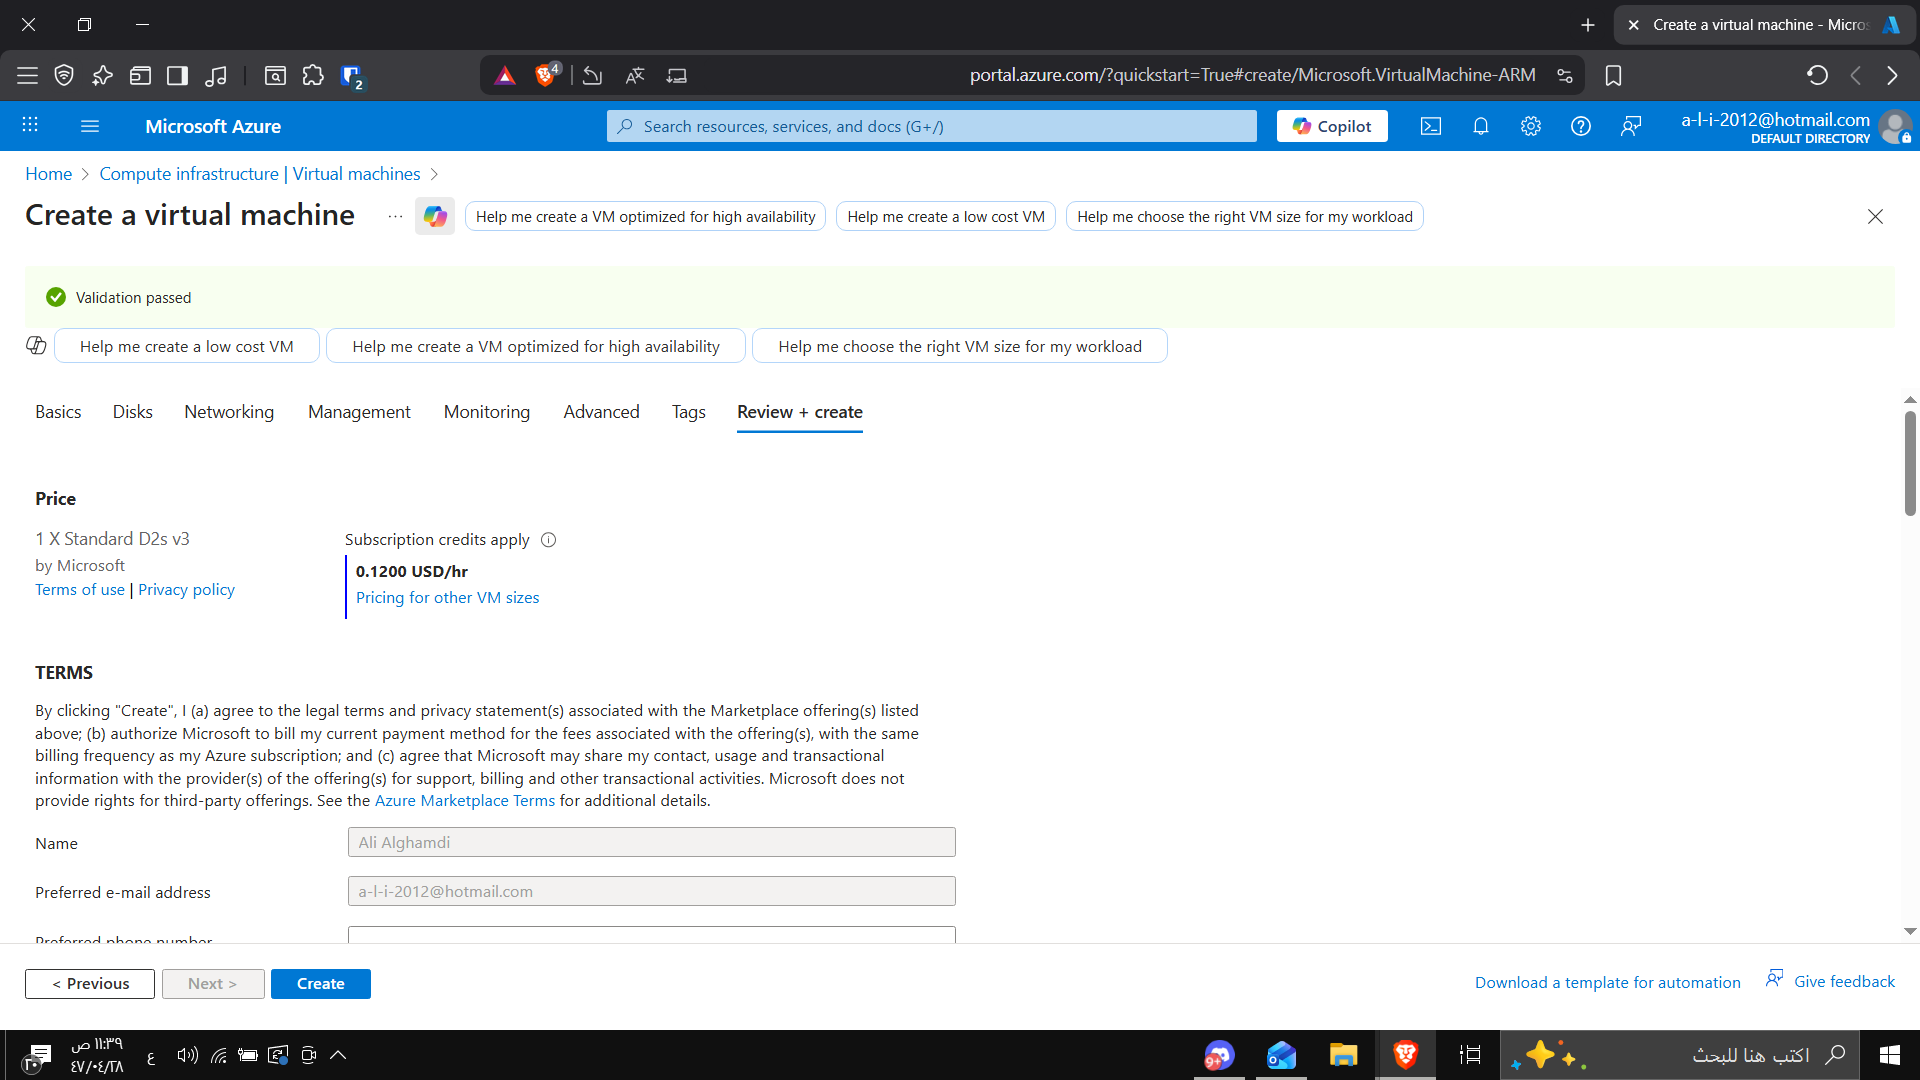 Create a virtual machine - Micros
2
4
portal.azure.com/?quickstart=True#create/Microsoft.VirtualMachine-ARM
Microsoft Azure
Search resources, services, and docs (G+/)
Copilot
a-l-i-2012@hotmail.com
DEFAULT DIRECTORY
Home > Compute infrastructure | Virtual machines >
Create a virtual machine
...
Help me create a VM optimized for high availability
Help me create a low cost VM
Help me choose the right VM size for my workload
Validation passed
Help me create a low cost VM
Help me create a VM optimized for high availability
Help me choose the right VM size for my workload
Basics Disks Networking Management Monitoring Advanced Tags Review + create
Price
1 X Standard D2s v3
by Microsoft
Terms of use | Privacy policy
Subscription credits apply
0.1200 USD/hr
Pricing for other VM sizes
TERMS
By clicking "Create", I (a) agree to the legal terms and privacy statement(s) associated with the Marketplace offering(s) listed
above; (b) authorize Microsoft to bill my current payment method for the fees associated with the offering(s), with the same
billing frequency as my Azure subscription; and (c) agree that Microsoft may share my contact, usage and transactional
information with the provider(s) of the offering(s) for support, billing and other transactional activities. Microsoft does not
provide rights for third-party offerings. See the Azure Marketplace Terms for additional details.
Name
Ali Alghamdi
Preferred e-mail address
a-l-i-2012@hotmail.com
Preferred phone number
< Previous
Next >
Create
Download a template for automation
Give feedback
٢٠
١١:٣٩ ص
٤٧/٠٤/٢٨
ع
9+
اكتب هنا للبحث